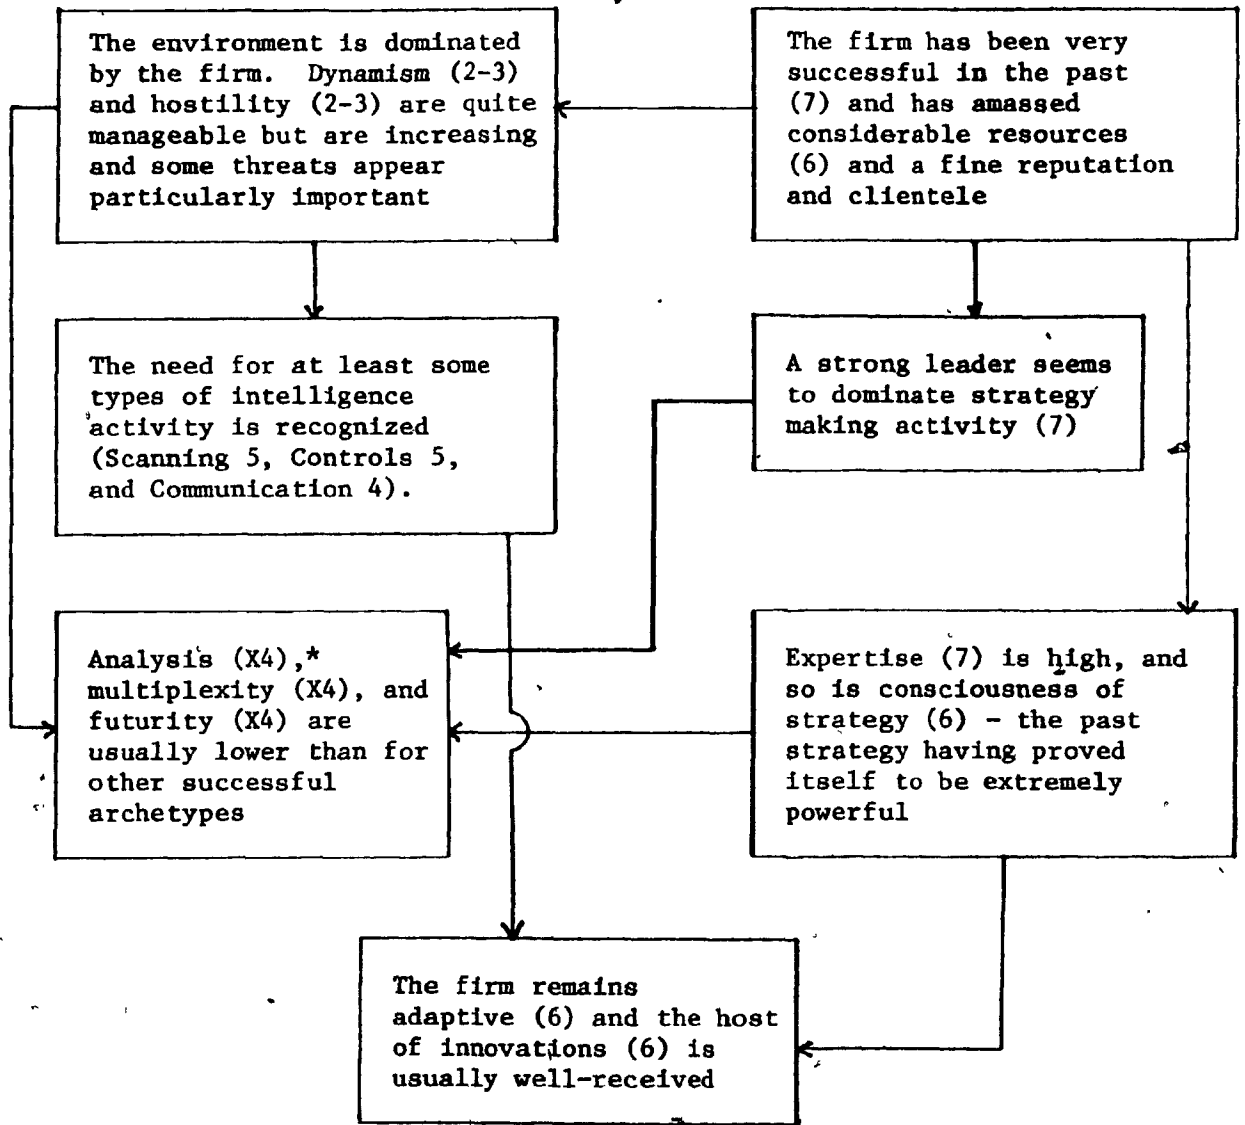 The environment is dominated
by the firm. Dynamism (2-3)
and hostility (2-3) are quite
manageable but are increasing
and some threats appear
particularly important
The firm has been very
successful in the past
(7) and has amassed
considerable resources
(6) and a fine reputation
and clientele
The need for at least some
types of intelligence
activity is recognized
(Scanning 5, Controls 5,
and Communication 4).
A strong leader seems
to dominate strategy
making activity (7)
Analysis (X4),*
multiplexity (X4), and
futurity (X4) are
usually lower than for
other successful
archetypes
Expertise (7) is high, and
so is consciousness of
strategy (6) - the past
strategy having proved
itself to be extremely
powerful
The firm remains
adaptive (6) and the host
of innovations (6) is
usually well-received